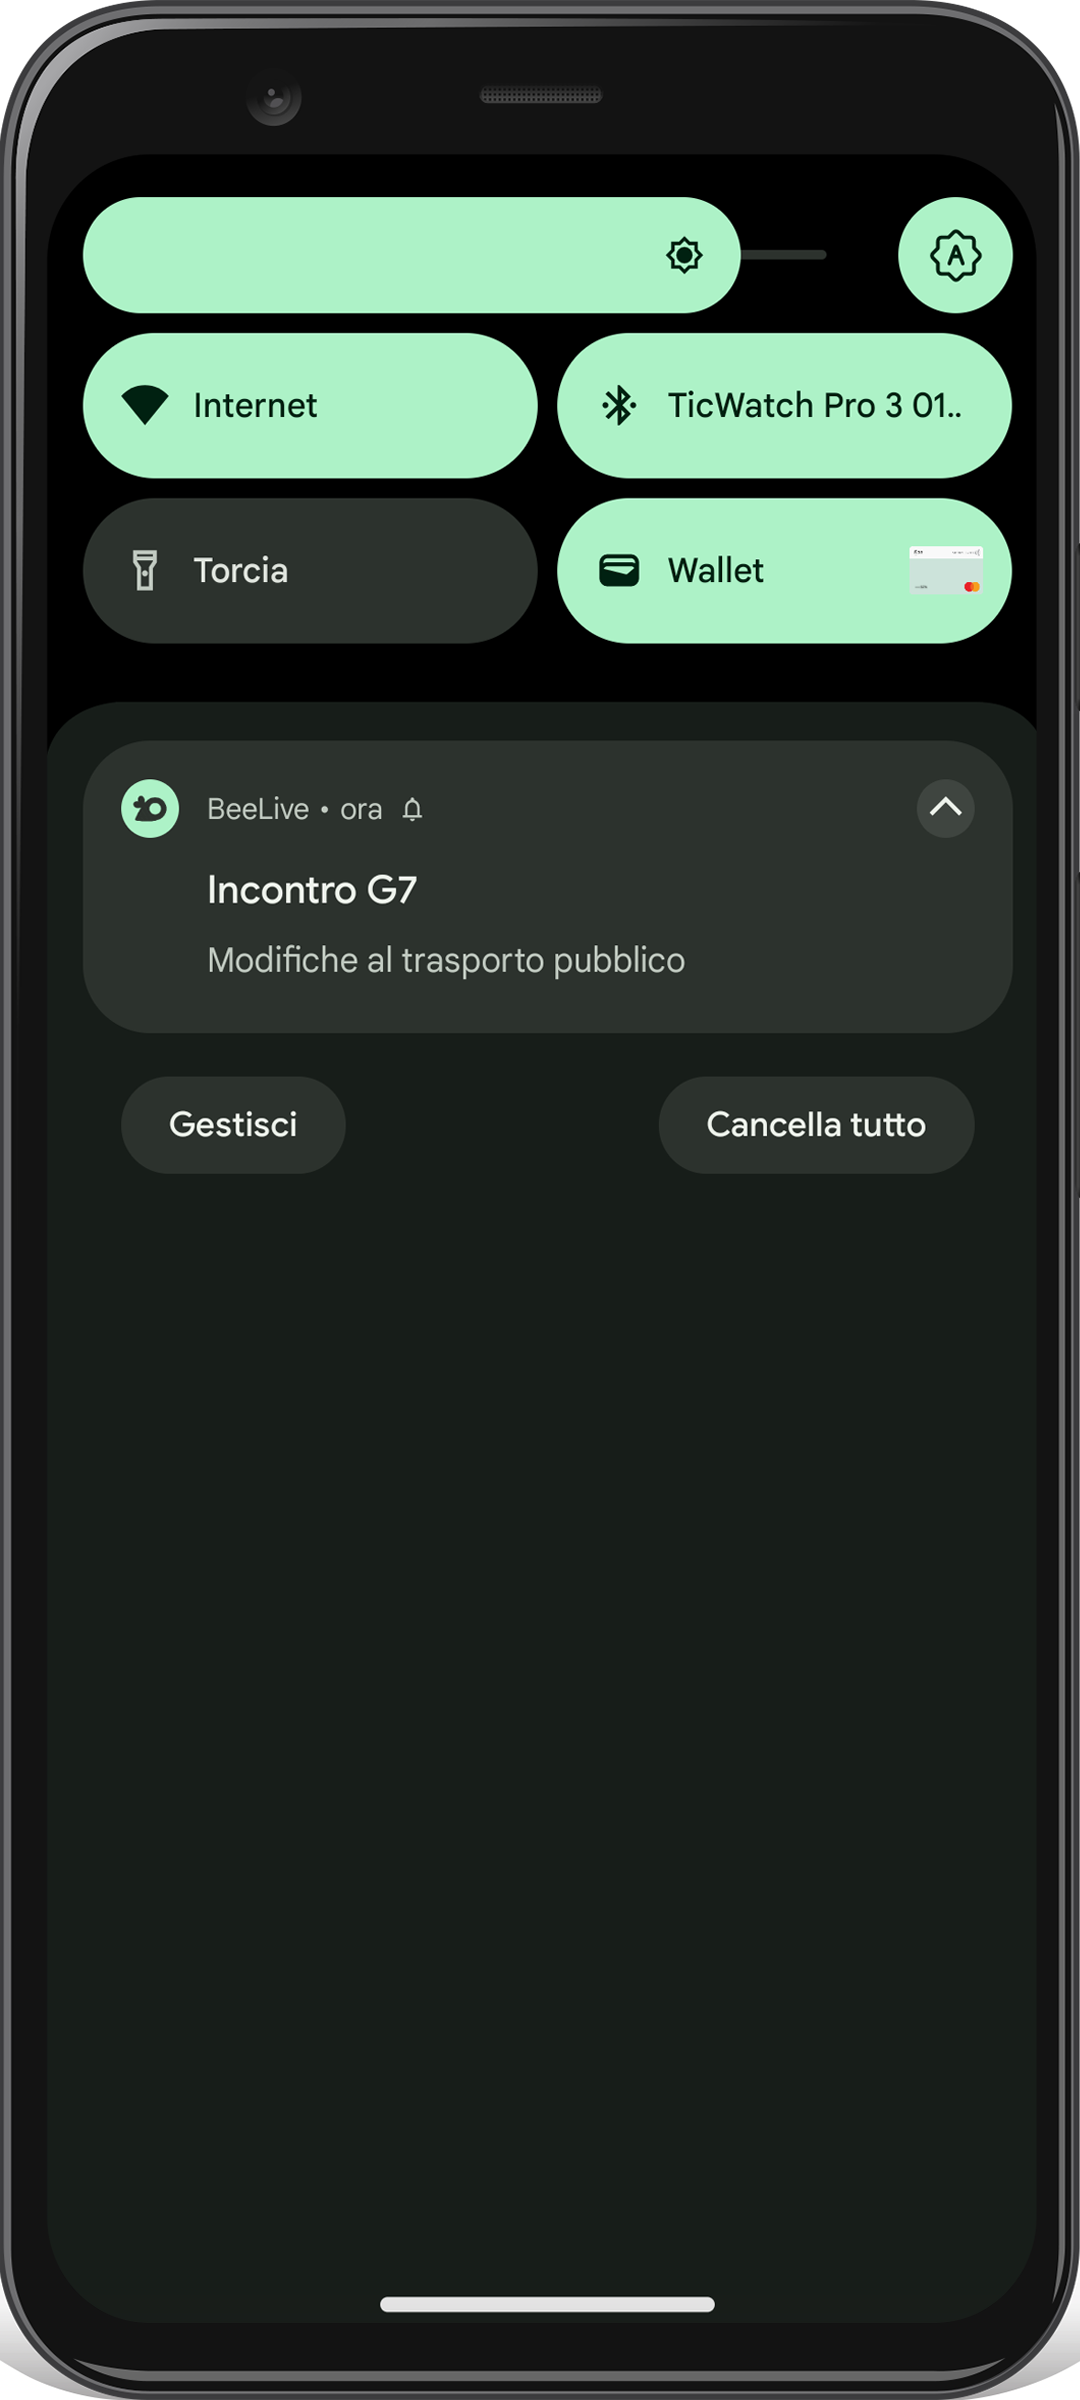 A
Internet
TicWatch Pro 3 01..
Torcia
Wallet
BeeLive • ora
Incontro G7
Modifiche al trasporto pubblico
Gestisci
Cancella tutto